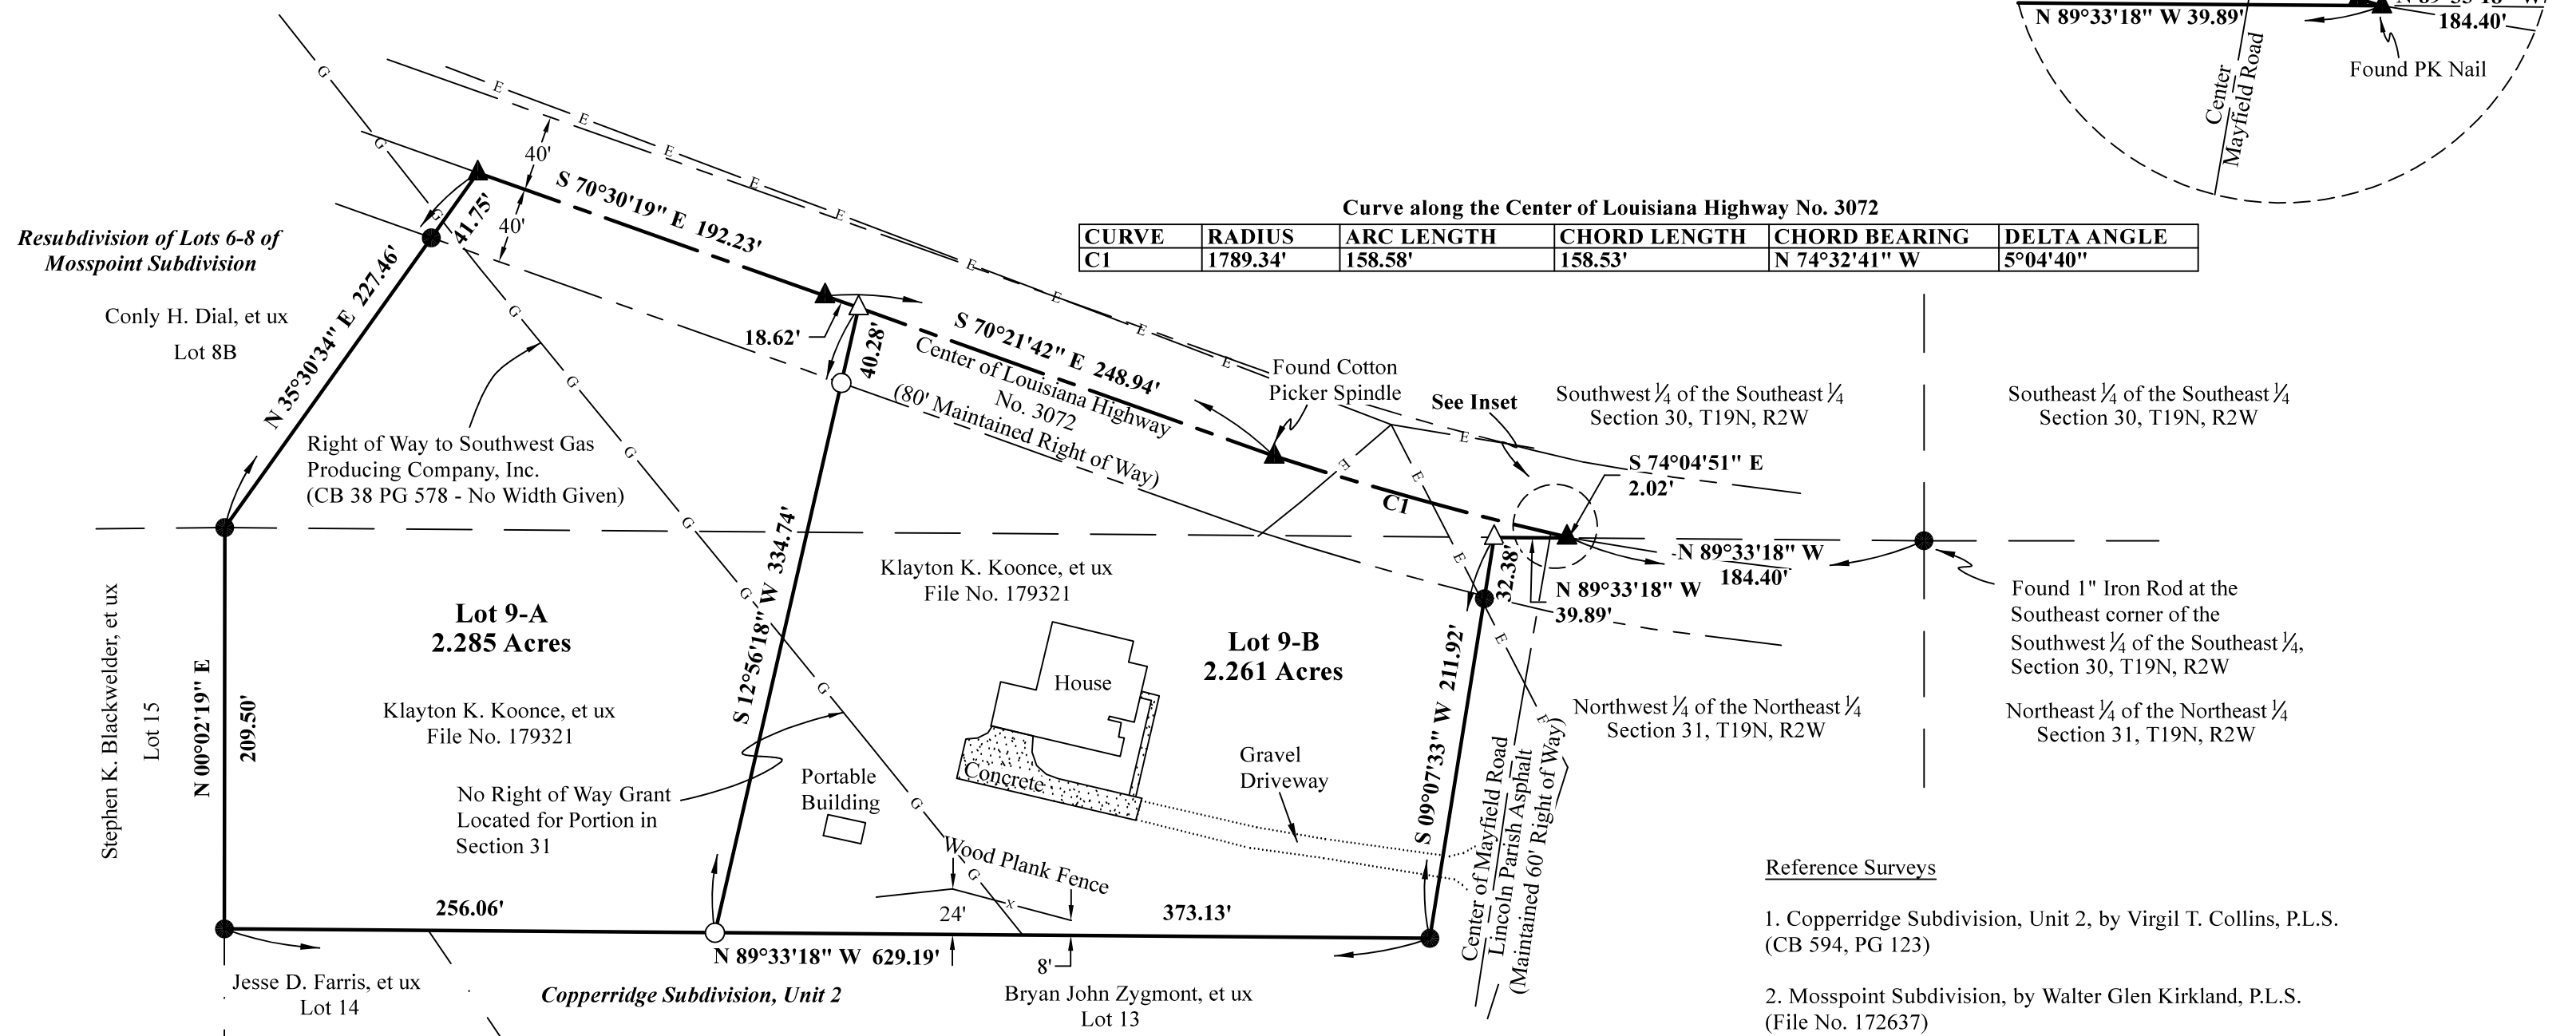 N 89°33'18" W 39.89'
184.40'
Found PK Nail
Center
Mayfield Road
40'
40'
41.75'
S 70°30'19" E 192.23'
Resubdivision of Lots 6-8 of
Mosspoint Subdivision
Conly H. Dial, et ux
Lot 8B
N 35°30'34" E 227.46'
Curve along the Center of Louisiana Highway No. 3072
CURVE RADIUS ARC LENGTH CHORD LENGTH CHORD BEARING DELTA ANGLE
C1 1789.34' 158.58' 158.53' N 74°32'41" W 5°04'40"
18.62'
40.28'
S 70°21'42" E 248.94'
Center of Louisiana Highway
No. 3072
(80' Maintained Right of Way)
Found Cotton
Picker Spindle
See Inset
C1
Southwest ¼ of the Southeast ¼
Section 30, T19N, R2W
Southeast ¼ of the Southeast ¼
Section 30, T19N, R2W
Right of Way to Southwest Gas
Producing Company, Inc.
(CB 38 PG 578 - No Width Given)
S 74°04'51" E
2.02'
N 89°33'18" W
184.40'
N 89°33'18" W
39.89'
32.38'
Found 1" Iron Rod at the
Southeast corner of the
Southwest ¼ of the Southeast ¼,
Section 30, T19N, R2W
Stephen K. Blackwelder, et ux
Lot 15
N 00°02'19" E
209.50'
Lot 9-A
2.285 Acres
Klayton K. Koonce, et ux
File No. 179321
S 12°56'18" W 334.74'
Klayton K. Koonce, et ux
File No. 179321
Lot 9-B
2.261 Acres
House
Concrete
Portable
Building
Gravel
Driveway
S 09°07'33" W 211.92'
Center of Mayfield Road
Lincoln Parish Asphalt
(Maintained 60' Right of Way)
Northwest ¼ of the Northeast ¼
Section 31, T19N, R2W
Northeast ¼ of the Northeast ¼
Section 31, T19N, R2W
No Right of Way Grant
Located for Portion in
Section 31
Wood Plank Fence
24'
8'
256.06'
373.13'
N 89°33'18" W 629.19'
Jesse D. Farris, et ux
Lot 14
Copperridge Subdivision, Unit 2
Bryan John Zygmont, et ux
Lot 13
Reference Surveys
1. Copperridge Subdivision, Unit 2, by Virgil T. Collins, P.L.S.
(CB 594, PG 123)
2. Mosspoint Subdivision, by Walter Glen Kirkland, P.L.S.
(File No. 172637)